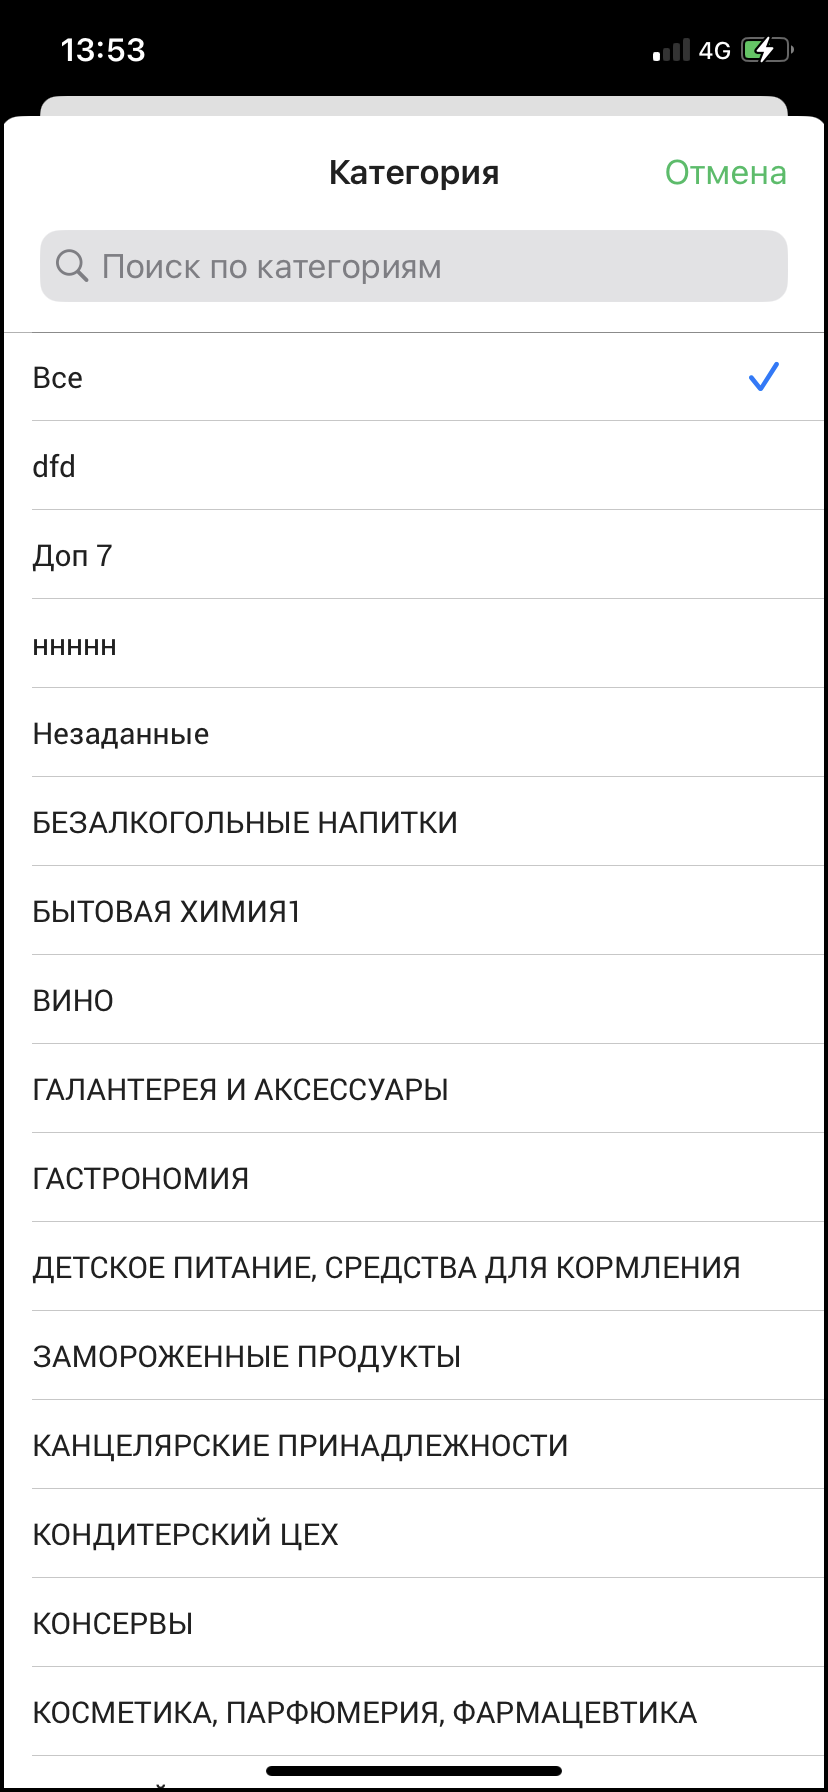 13:53
4G
Категория
Отмена
Поиск по категориям
Все
dfd
Доп 7
ннннн
Незаданные
БЕЗАЛКОГОЛЬНЫЕ НАПИТКИ
БЫТОВАЯ ХИМИЯ1
ВИНО
ГАЛАНТЕРЕЯ И АКСЕССУАРЫ
ГАСТРОНОМИЯ
ДЕТСКОЕ ПИТАНИЕ, СРЕДСТВА ДЛЯ КОРМЛЕНИЯ
ЗАМОРОЖЕННЫЕ ПРОДУКТЫ
КАНЦЕЛЯРСКИЕ ПРИНАДЛЕЖНОСТИ
КОНДИТЕРСКИЙ ЦЕХ
КОНСЕРВЫ
КОСМЕТИКА, ПАРФЮМЕРИЯ, ФАРМАЦЕВТИКА